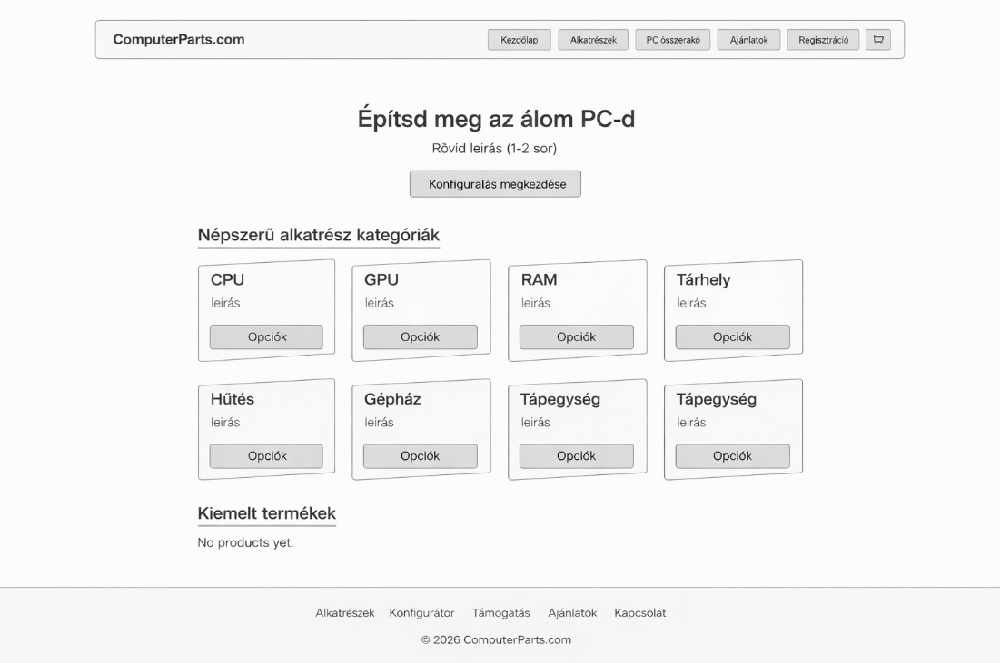 ComputerParts.com
Kezdőlap
Alkatrészek
PC összerakó
Ajánlatok
Regisztráció
Építsd meg az álom PC-d
Rövid leirás (1-2 sor)
Konfiguralás megkezdése
Népszerű alkatrész kategóriák
CPU
leirás
Opciók
GPU
leirás
Opciók
RAM
leirás
Opciók
Tárhely
leirás
Opciók
Hűtés
leirás
Opciók
Gépház
leirás
Opciók
Tápegység
leirás
Opciók
Tápegység
leirás
Opciók
Kiemelt termékek
No products yet.
Alkatrészek Konfigurátor Támogatás Ajánlatok Kapcsolat
© 2026 ComputerParts.com